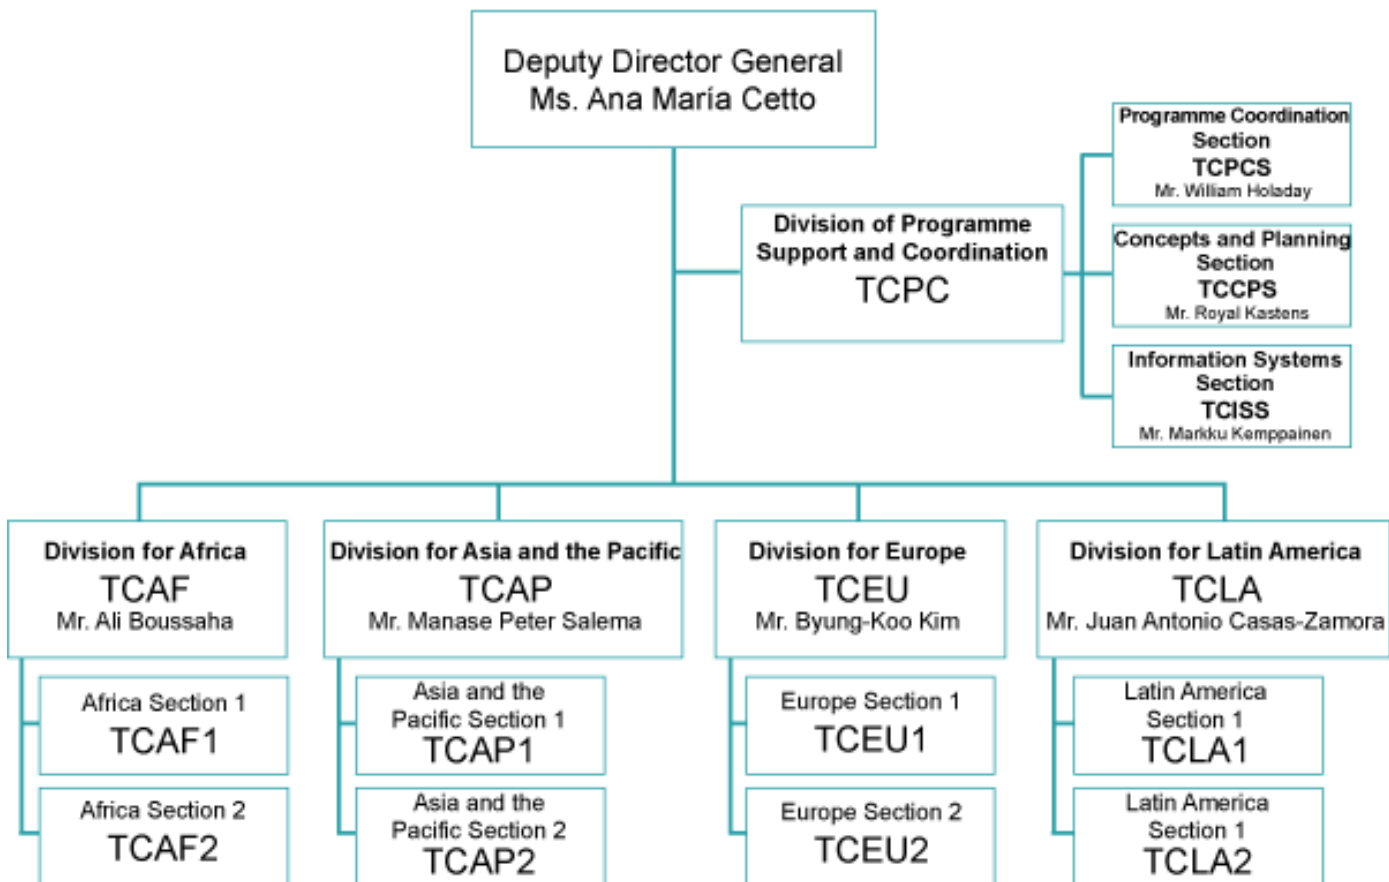 Deputy Director General
Ms. Ana María Cetto
Programme Coordination
Section
TCPCS
Mr. William Holaday
Division of Programme
Support and Coordination
TCPC
Concepts and Planning
Section
TCCPS
Mr. Royal Kastens
Information Systems
Section
TCISS
Mr. Markku Kemppainen
Division for Africa
TCAF
Mr. Ali Boussaha
Division for Asia and the Pacific
TCAP
Mr. Manase Peter Salema
Division for Europe
TCEU
Mr. Byung-Koo Kim
Division for Latin America
TCLA
Mr. Juan Antonio Casas-Zamora
Africa Section 1
TCAF1
Asia and the
Pacific Section 1
TCAP1
Europe Section 1
TCEU1
Latin America
Section 1
TCLA1
Africa Section 2
TCAF2
Asia and the
Pacific Section 2
TCAP2
Europe Section 2
TCEU2
Latin America
Section 1
TCLA2